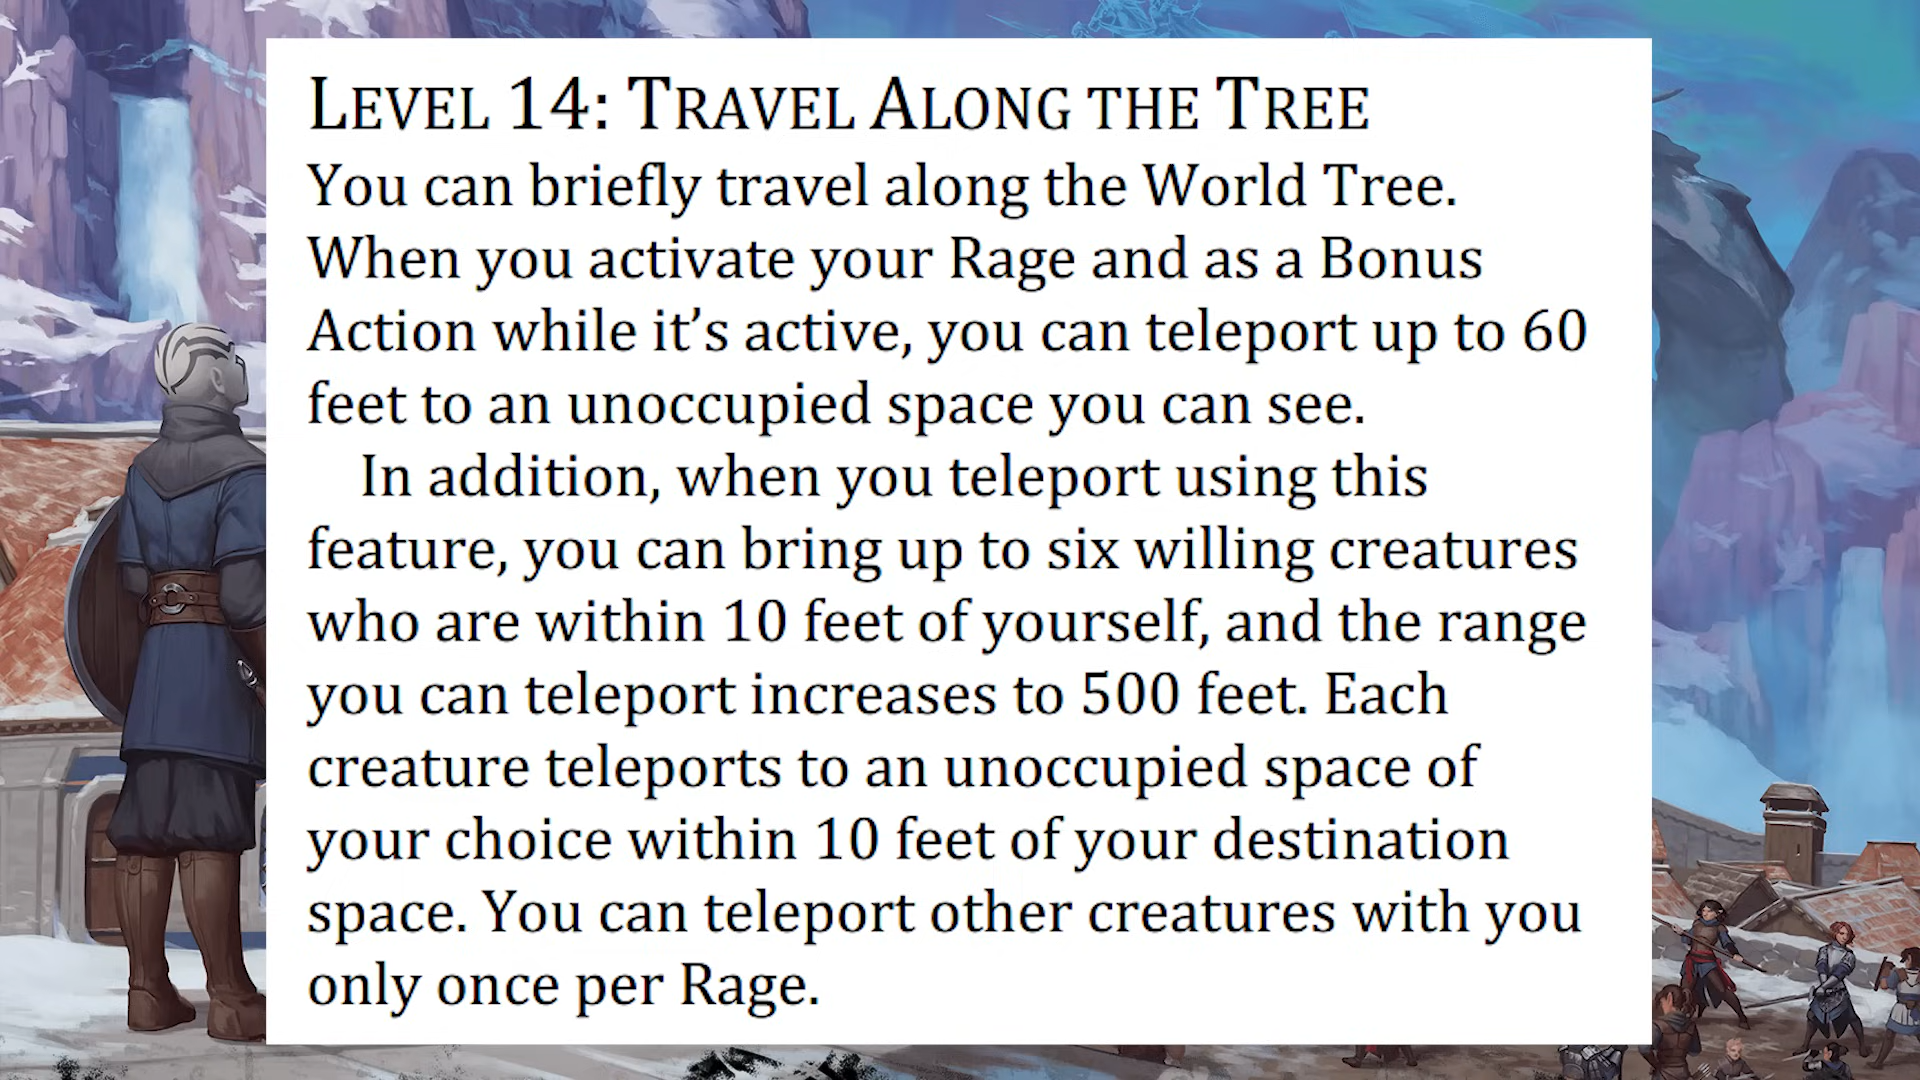 LEVEL 14: TRAVEL ALONG THE TREE
You can briefly travel along the World Tree.
When you activate your Rage and as a Bonus
Action while it’s active, you can teleport up to 60
feet to an unoccupied space you can see.
In addition, when you teleport using this
feature, you can bring up to six willing creatures
who are within 10 feet of yourself, and the range
you can teleport increases to 500 feet. Each
creature teleports to an unoccupied space of
your choice within 10 feet of your destination
space. You can teleport other creatures with you
only once per Rage.